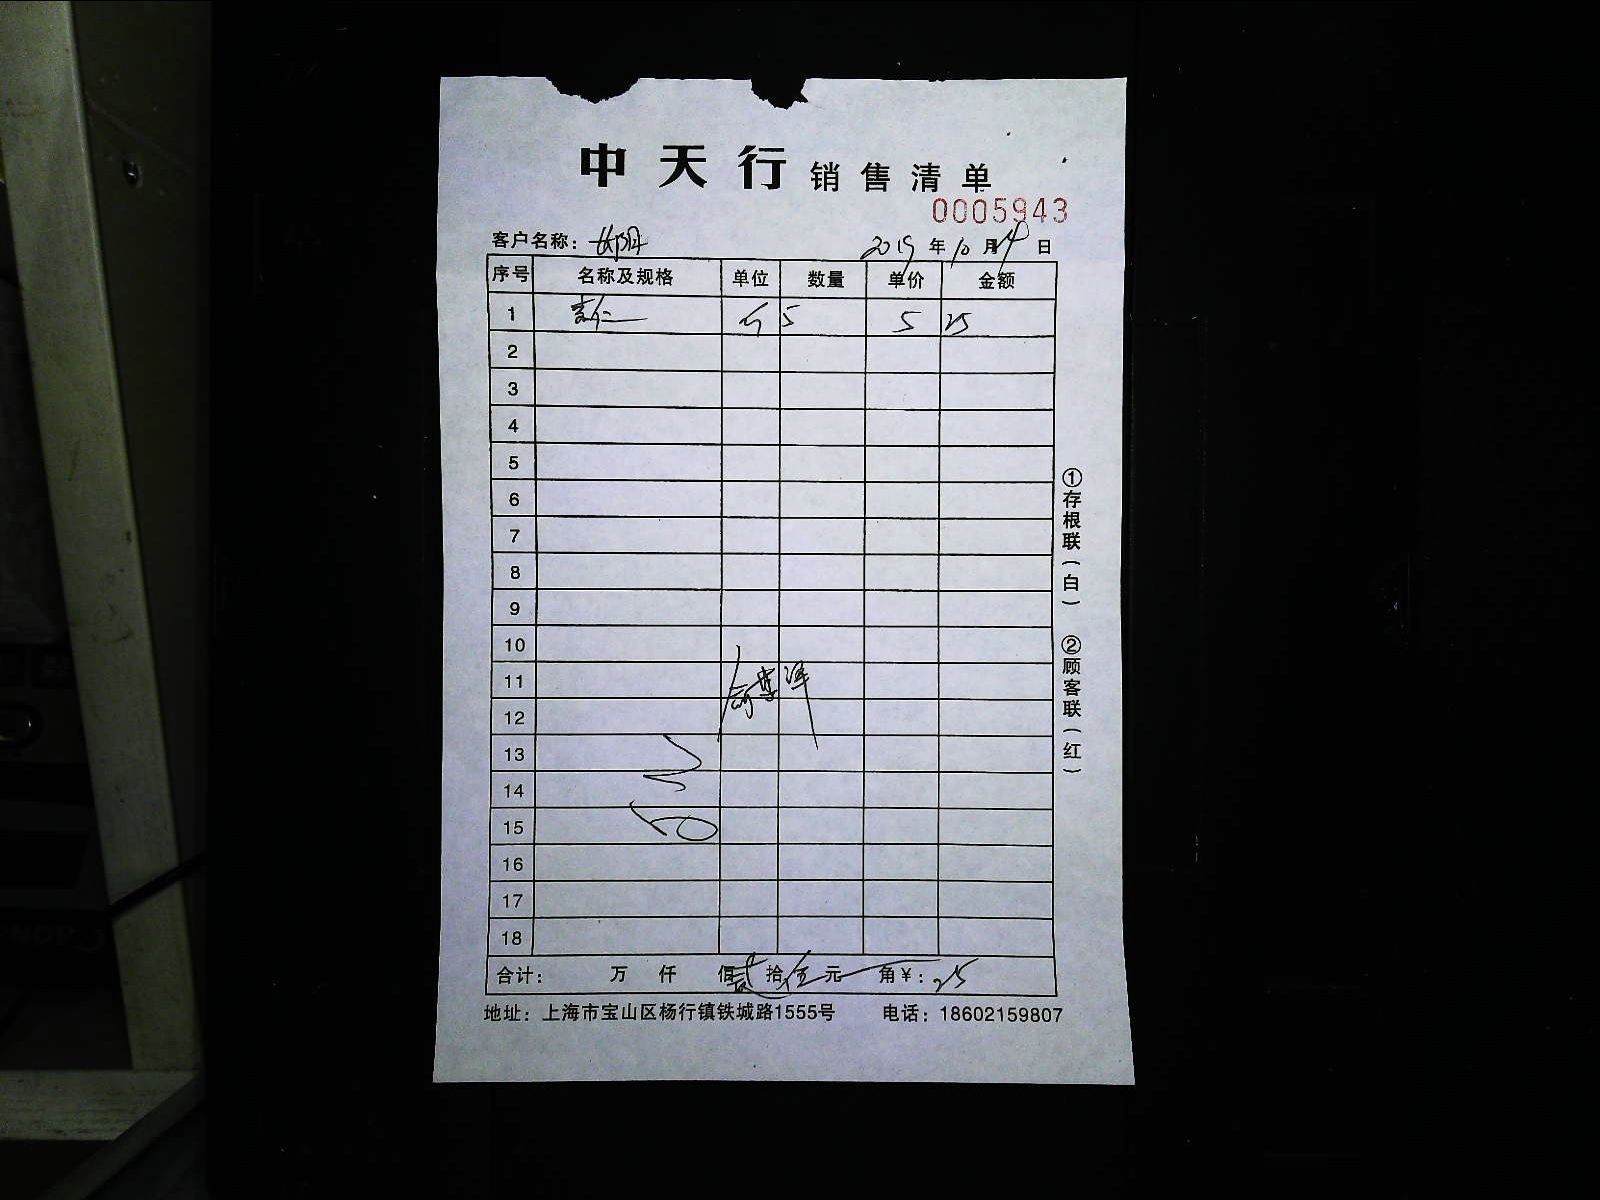 中天行 销售清单
0005943
客户名称： 2019 年 10 月 日
序号 名称及规格 单位 数量 单价 金额
1 5 5 25
2
3
4
5
6
7
8
9
10
11
12
13
14
15
16
17
18
合计： 万 仟 佰 贰 拾 伍 元 角 ￥：25
地址：上海市宝山区杨行镇铁城路1555号 电话：18602159807
①存根联（白） ②顾客联（红）